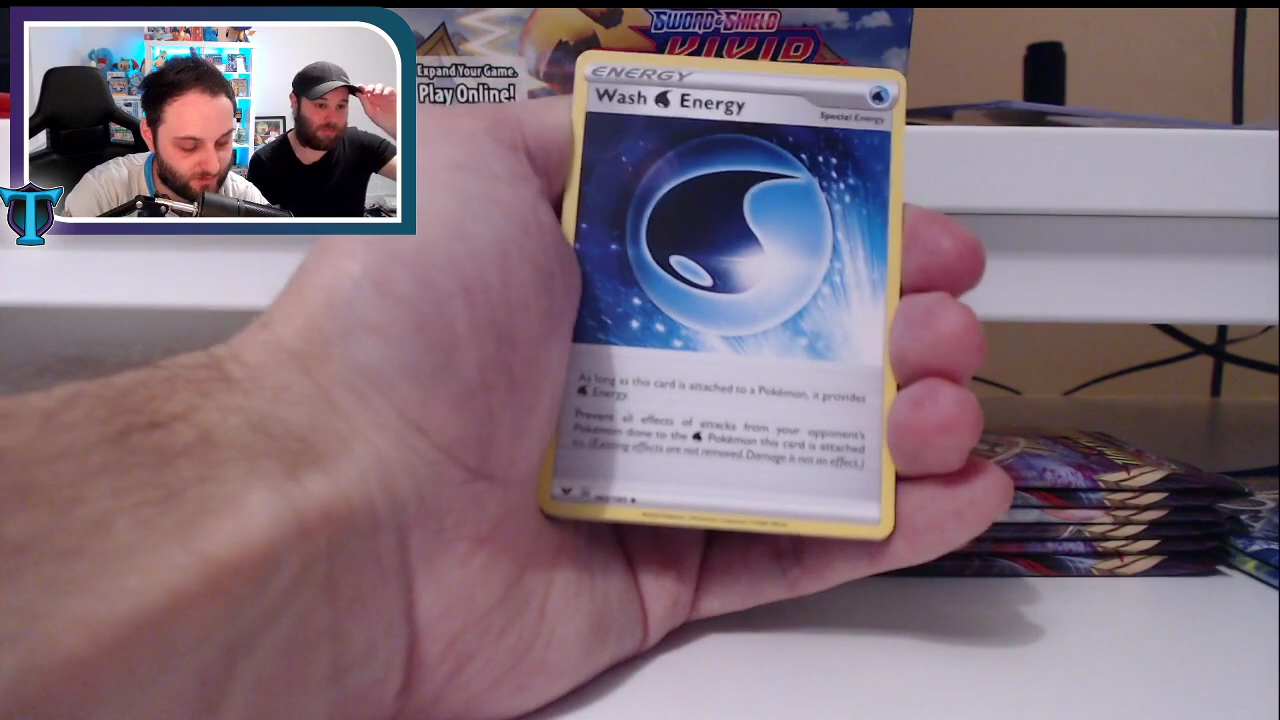 SWORD & SHIELD
VIVID
Expand Your Game.
Play Online!
ENERGY
Wash Energy
Special Energy
As long as this card is attached to a Pokémon, it provides
Energy.
Prevent all effects of attacks from your opponent's
Pokémon done to the Pokémon this card is attached
to. (Existing effects are not removed. Damage is not an effect.)